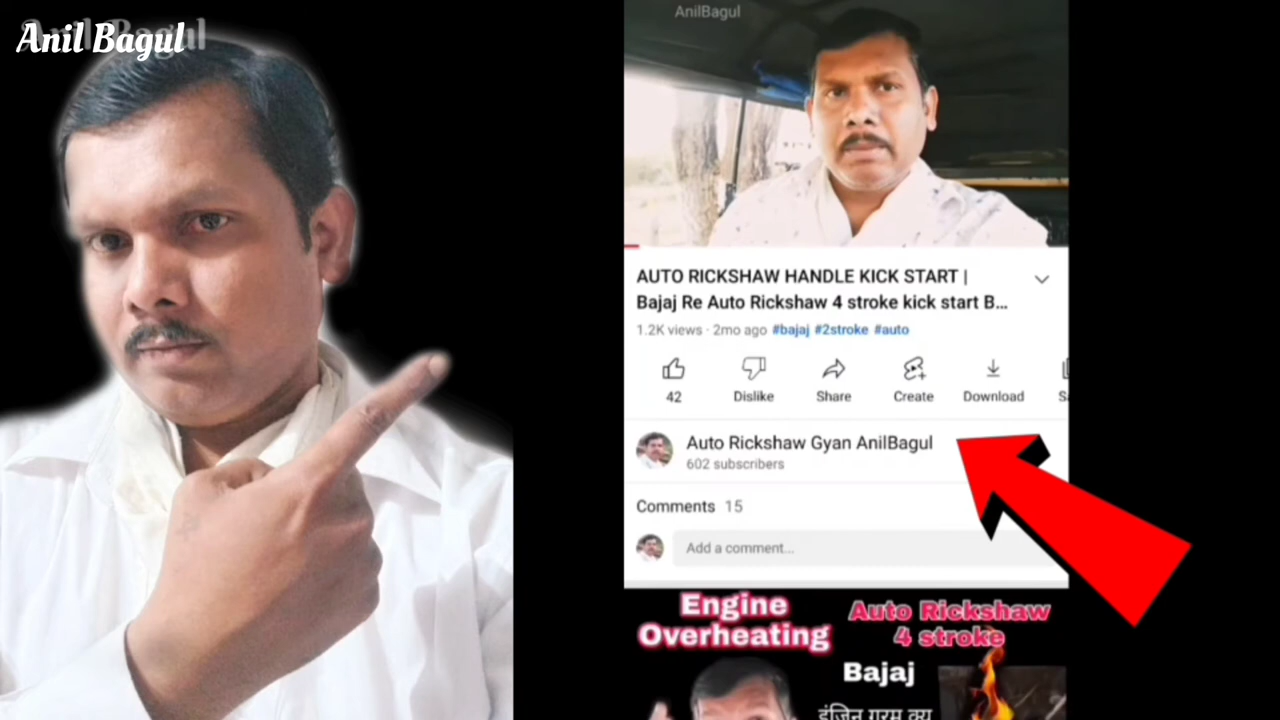 Anil Bagul
AnilBagul
AUTO RICKSHAW HANDLE KICK START |
Bajaj Re Auto Rickshaw 4 stroke kick start B...
1.2K views · 2mo ago #bajaj #2stroke #auto
42 Dislike Share Create Download
Auto Rickshaw Gyan AnilBagul
602 subscribers
Comments 15
Add a comment...
Engine
Overheating
Auto Rickshaw
4 stroke
Bajaj
इंजिन गरम क्य